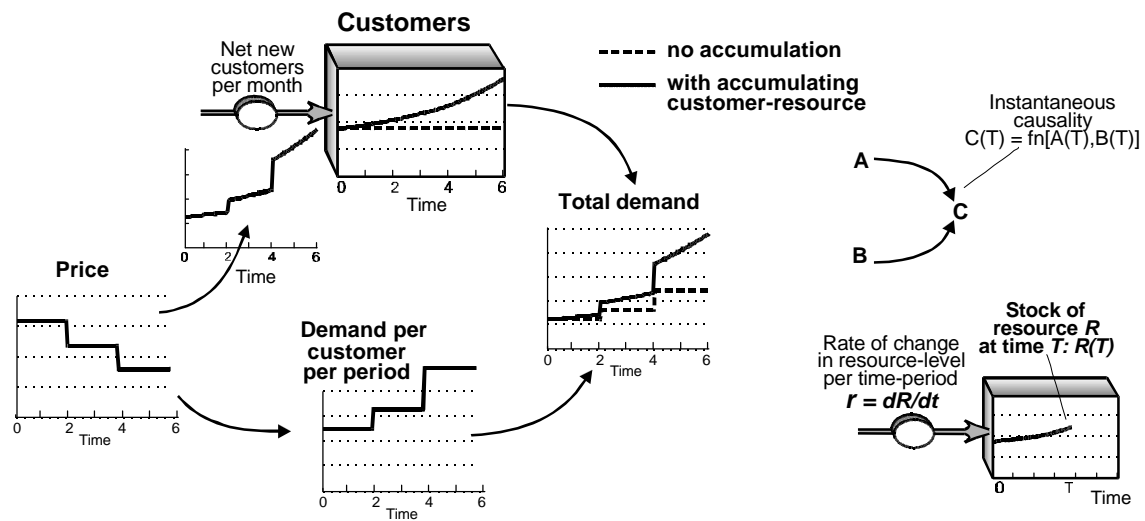 Customers
Net new
customers
per month
no accumulation
with accumulating
customer-resource
0 2 4 6
Time
0 2 4 6
Time
Price
0 2 4 6
Time
Demand per
customer
per period
0 2 4 6
Time
Total demand
0 2 4 6
Time
Instantaneous
causality
C(T) = fn[A(T),B(T)]
A
C
B
Stock of
resource R
at time T: R(T)
Rate of change
in resource-level
per time-period
r = dR/dt
0 T
Time